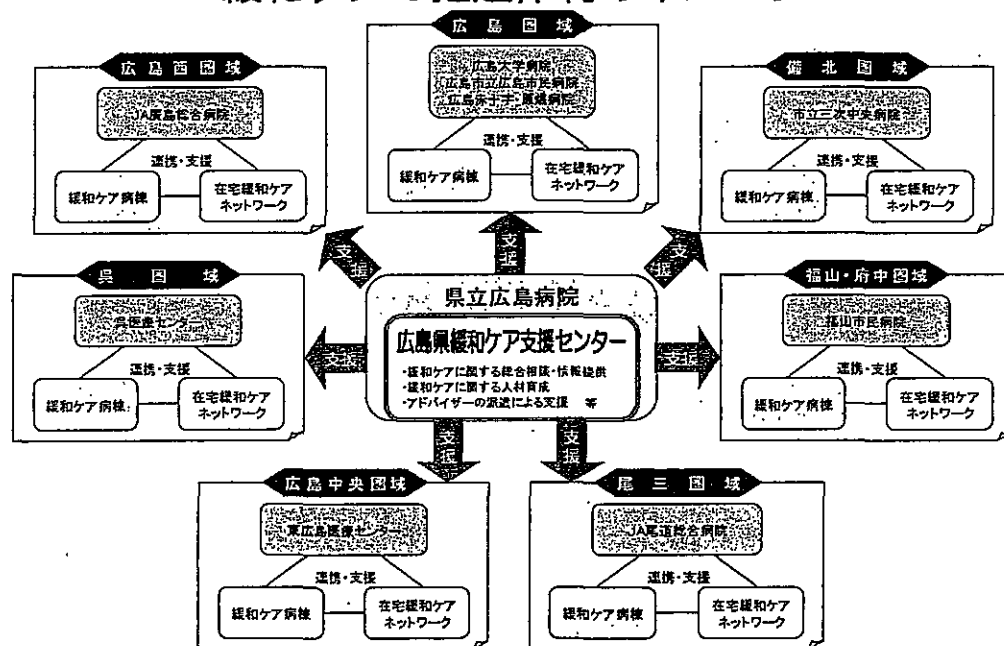 広島圏域
広島大学病院
広島市立広島市民病院
広島赤十字・原爆病院
連携・支援
緩和ケア病棟
在宅緩和ケア
ネットワーク
広島西圏域
JA廣島総合病院
連携・支援
緩和ケア病棟
在宅緩和ケア
ネットワーク
備北圏域
市立三次中央病院
連携・支援
緩和ケア病棟
在宅緩和ケア
ネットワーク
支援
支援
支援
呉圏域
呉医療センター
連携・支援
緩和ケア病棟
在宅緩和ケア
ネットワーク
支援
県立広島病院
広島県緩和ケア支援センター
・緩和ケアに関する総合相談・情報提供
・緩和ケアに関する人材育成
・アドバイザーの派遣による支援 等
支援
福山・府中圏域
福山市民病院
連携・支援
緩和ケア病棟
在宅緩和ケア
ネットワーク
支援
支援
広島中央圏域
東広島医療センター
連携・支援
緩和ケア病棟
在宅緩和ケア
ネットワーク
尾三圏域
JA尾道総合病院
連携・支援
緩和ケア病棟
在宅緩和ケア
ネットワーク